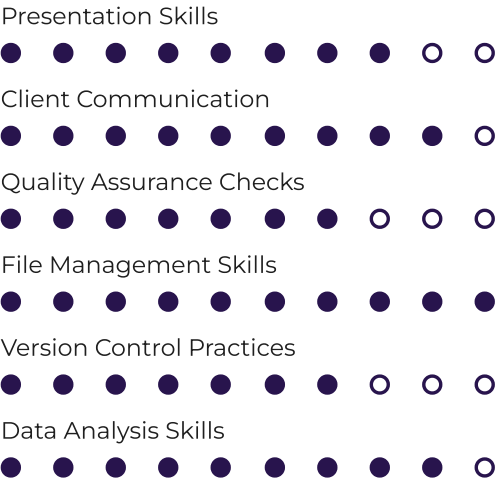 Presentation Skills
Client Communication
Quality Assurance Checks
File Management Skills
Version Control Practices
Data Analysis Skills